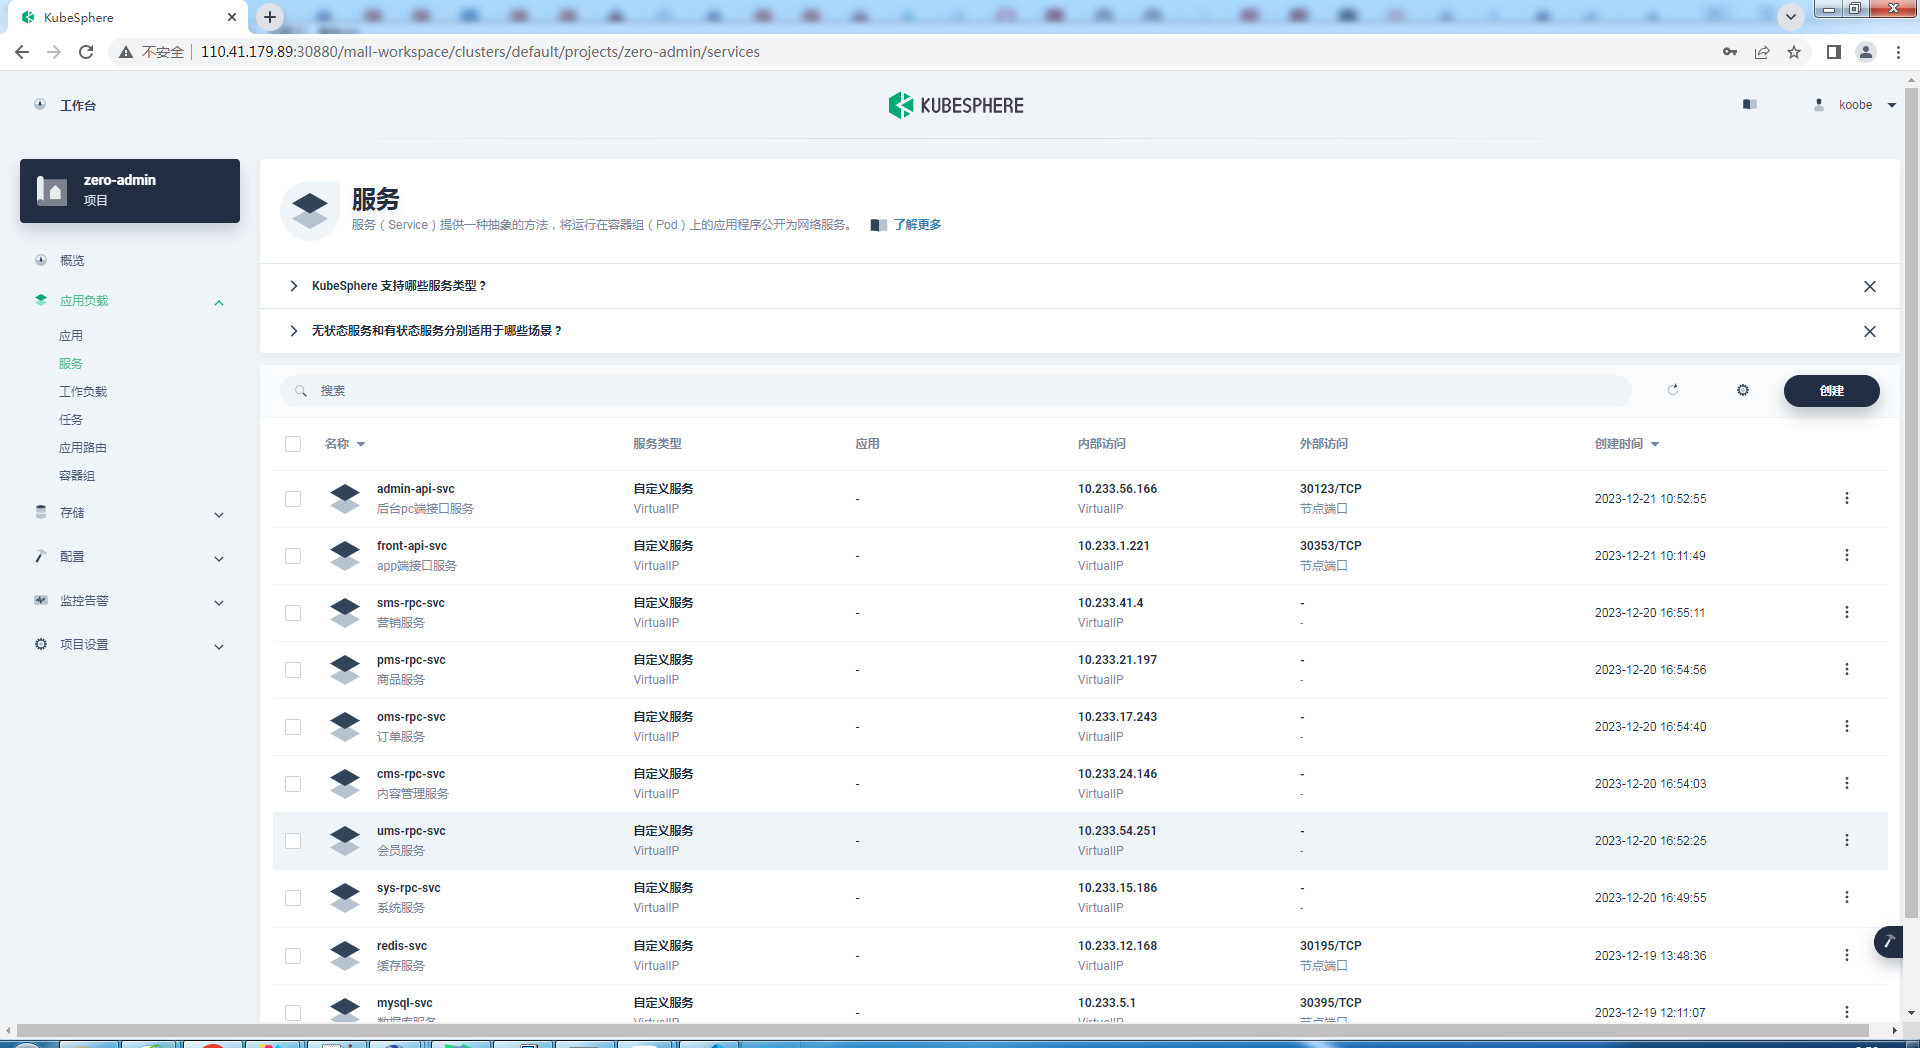 KubeSphere
不安全
110.41.179.89:30880/mall-workspace/clusters/default/projects/zero-admin/services
工作台
KUBESPHERE
koobe
zero-admin
项目
概览
应用负载
应用
服务
工作负载
任务
应用路由
容器组
存储
配置
监控告警
项目设置
服务
服务（Service）提供一种抽象的方法，将运行在容器组（Pod）上的应用程序公开为网络服务。 了解更多
KubeSphere 支持哪些服务类型？
无状态服务和有状态服务分别适用于哪些场景？
搜索
创建
名称 服务类型 应用 内部访问 外部访问 创建时间
admin-api-svc 自定义服务 10.233.56.166 30123/TCP
后台pc端接口服务 VirtualIP - VirtualIP 节点端口 2023-12-21 10:52:55
front-api-svc 自定义服务 10.233.1.221 30353/TCP
app端接口服务 VirtualIP - VirtualIP 节点端口 2023-12-21 10:11:49
sms-rpc-svc 自定义服务 10.233.41.4 -
营销服务 VirtualIP - VirtualIP - 2023-12-20 16:55:11
pms-rpc-svc 自定义服务 10.233.21.197 -
商品服务 VirtualIP - VirtualIP - 2023-12-20 16:54:56
oms-rpc-svc 自定义服务 10.233.17.243 -
订单服务 VirtualIP - VirtualIP - 2023-12-20 16:54:40
cms-rpc-svc 自定义服务 10.233.24.146 -
内容管理服务 VirtualIP - VirtualIP - 2023-12-20 16:54:03
ums-rpc-svc 自定义服务 10.233.54.251 -
会员服务 VirtualIP - VirtualIP - 2023-12-20 16:52:25
sys-rpc-svc 自定义服务 10.233.15.186 -
系统服务 VirtualIP - VirtualIP - 2023-12-20 16:49:55
redis-svc 自定义服务 10.233.12.168 30195/TCP
缓存服务 VirtualIP - VirtualIP 节点端口 2023-12-19 13:48:36
mysql-svc 自定义服务 10.233.5.1 30395/TCP
数据库服务 VirtualIP - VirtualIP 节点端口 2023-12-19 12:11:07